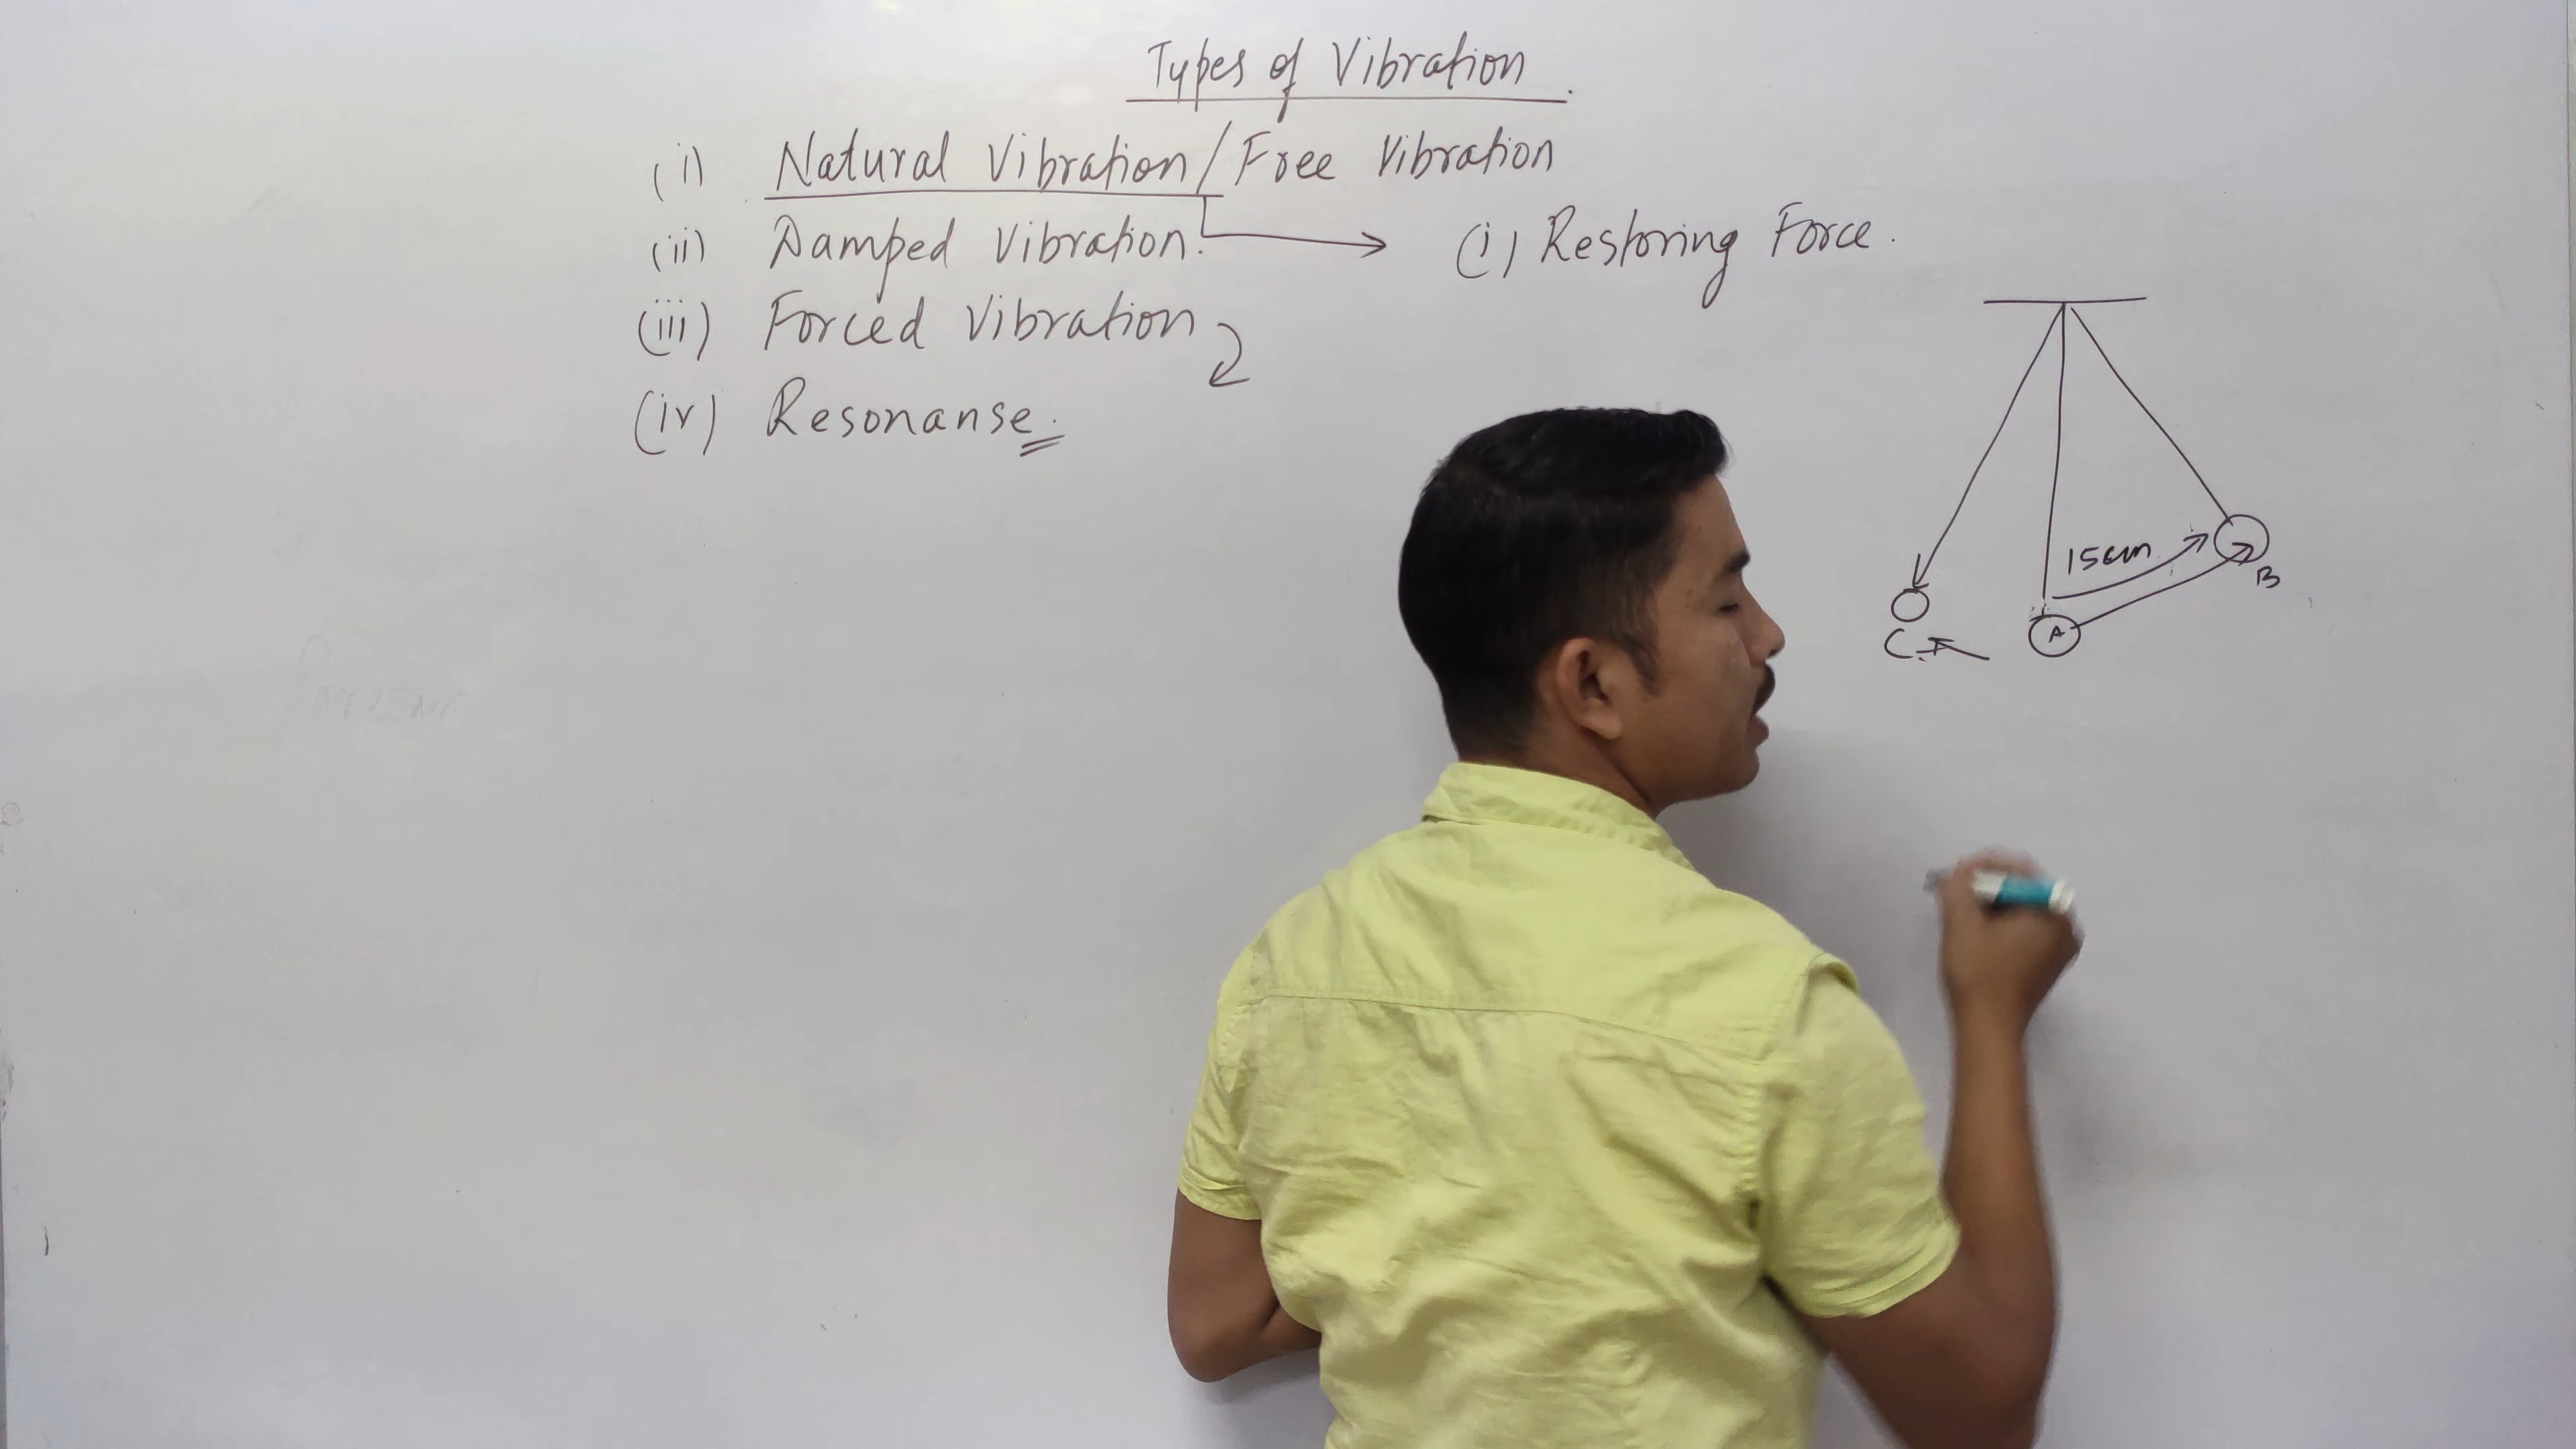 Types of Vibration.
(i) Natural Vibration/Free Vibration
(ii) Damped Vibration.
(i) Restoring Force.
(iii) Forced Vibration
(iv) Resonanse.
15cm
B
A
C